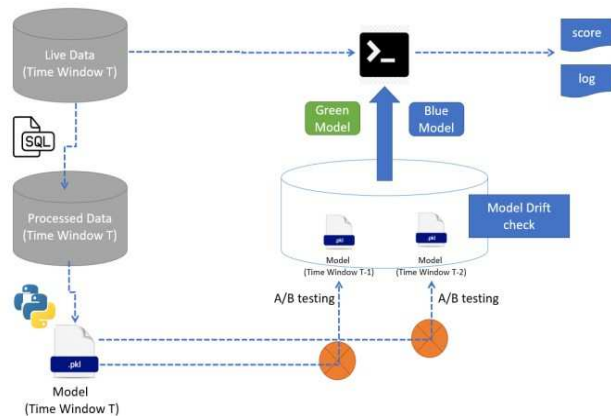 Live Data
(Time Window T)
score
log
Green
Model
Blue
Model
SQL
Processed Data
(Time Window T)
Model Drift
check
.pkl
.pkl
Model
(Time Window T-1)
Model
(Time Window T-2)
A/B testing
A/B testing
.pkl
Model
(Time Window T)